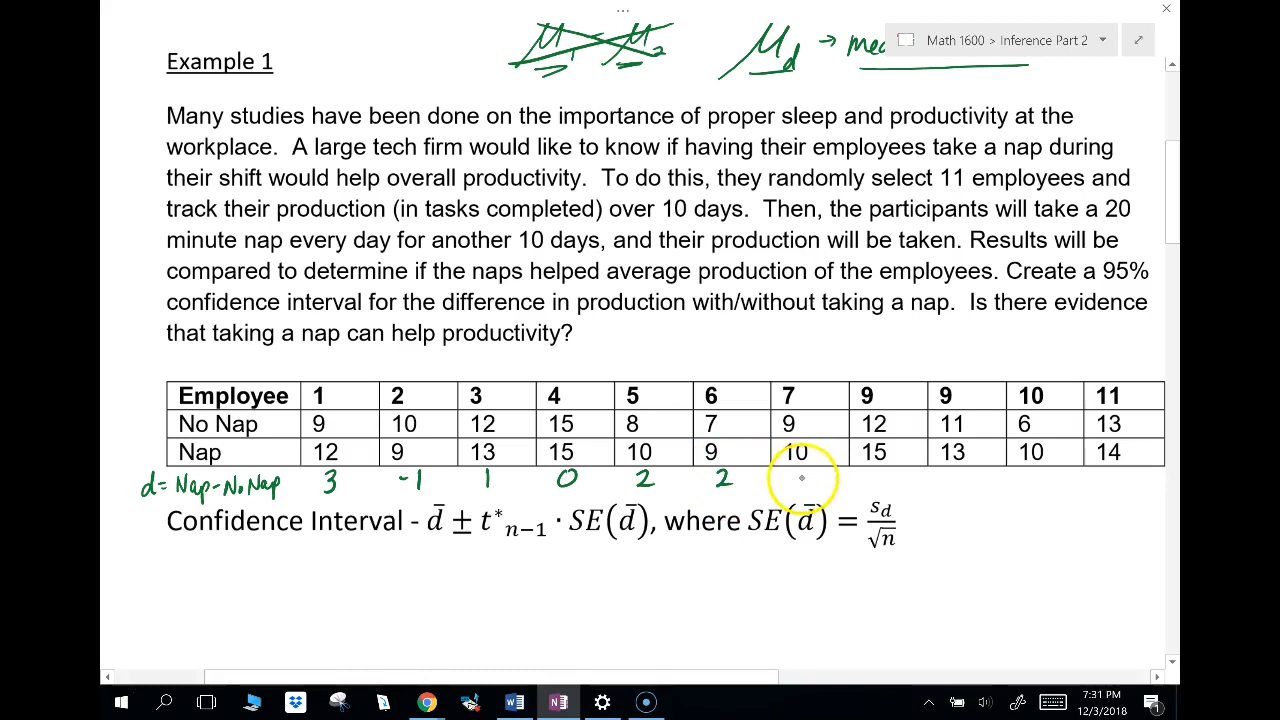 μ₁ - μ₂ μd →
Math 1600 > Inference Part 2
Example 1
Many studies have been done on the importance of proper sleep and productivity at the
workplace. A large tech firm would like to know if having their employees take a nap during
their shift would help overall productivity. To do this, they randomly select 11 employees and
track their production (in tasks completed) over 10 days. Then, the participants will take a 20
minute nap every day for another 10 days, and their production will be taken. Results will be
compared to determine if the naps helped average production of the employees. Create a 95%
confidence interval for the difference in production with/without taking a nap. Is there evidence
that taking a nap can help productivity?
Employee 1 2 3 4 5 6 7 9 9 10 11
No Nap 9 10 12 15 8 7 9 12 11 6 13
Nap 12 9 13 15 10 9 10 15 13 10 14
d = Nap - No Nap 3 -1 1 0 2 2
Confidence Interval - d̄ ± t*ₙ₋₁ · SE(d̄), where SE(d̄) = s_d/√n
7:31 PM
12/3/2018
1